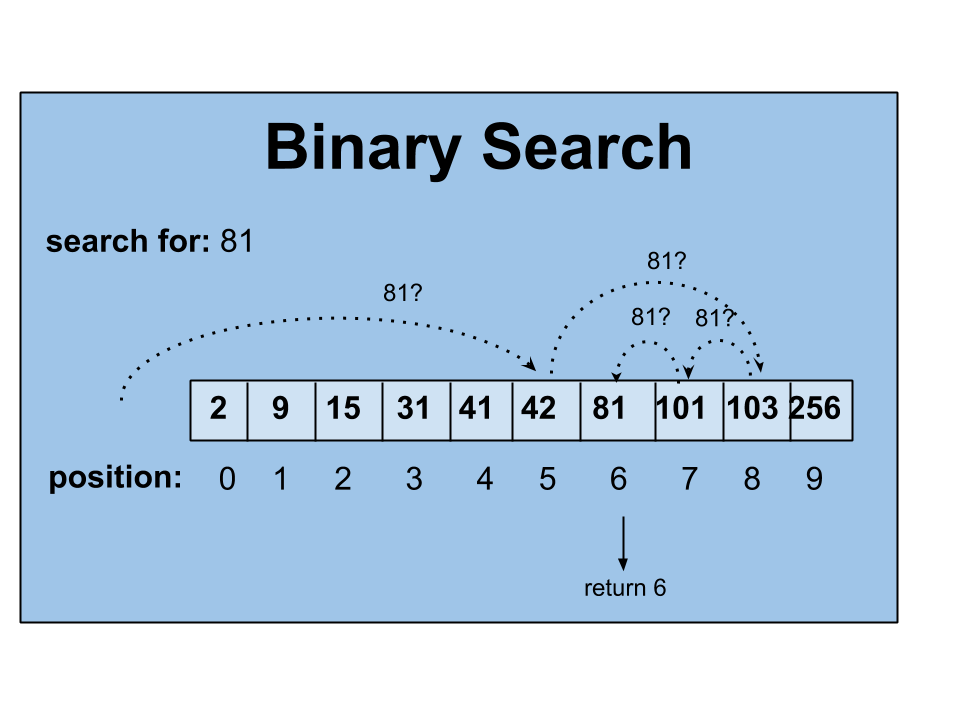 Binary Search
search for: 81
81?
81?
81? 81?
2 9 15 31 41 42 81 101 103 256
position: 0 1 2 3 4 5 6 7 8 9
return 6